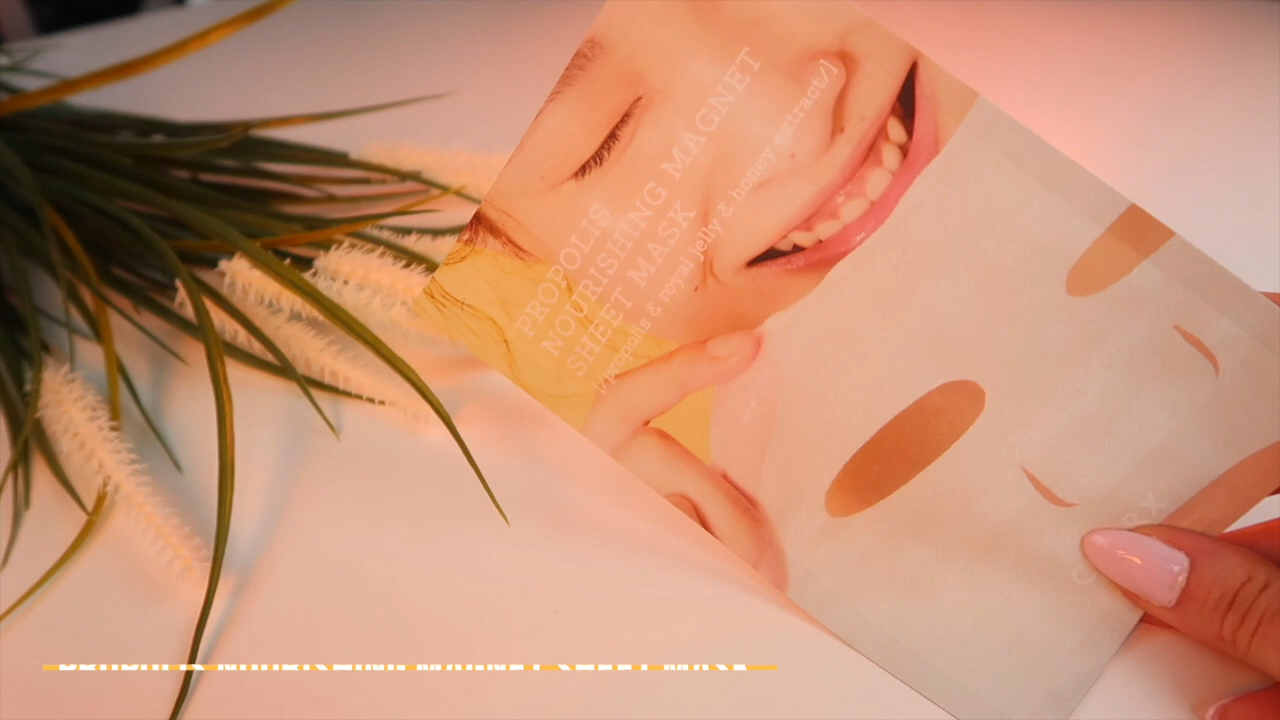 PROPOLIS
NOURISHING MAGNET
SHEET MASK
[/propolis & royal jelly & honey extract/]